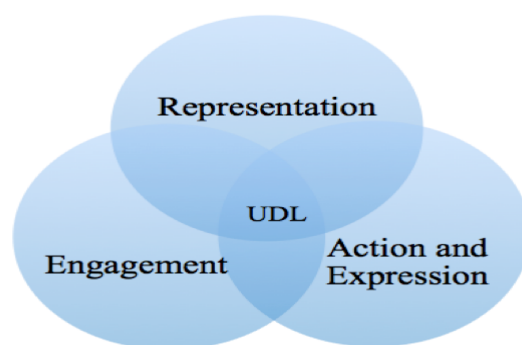 Representation
UDL
Engagement
Action and
Expression